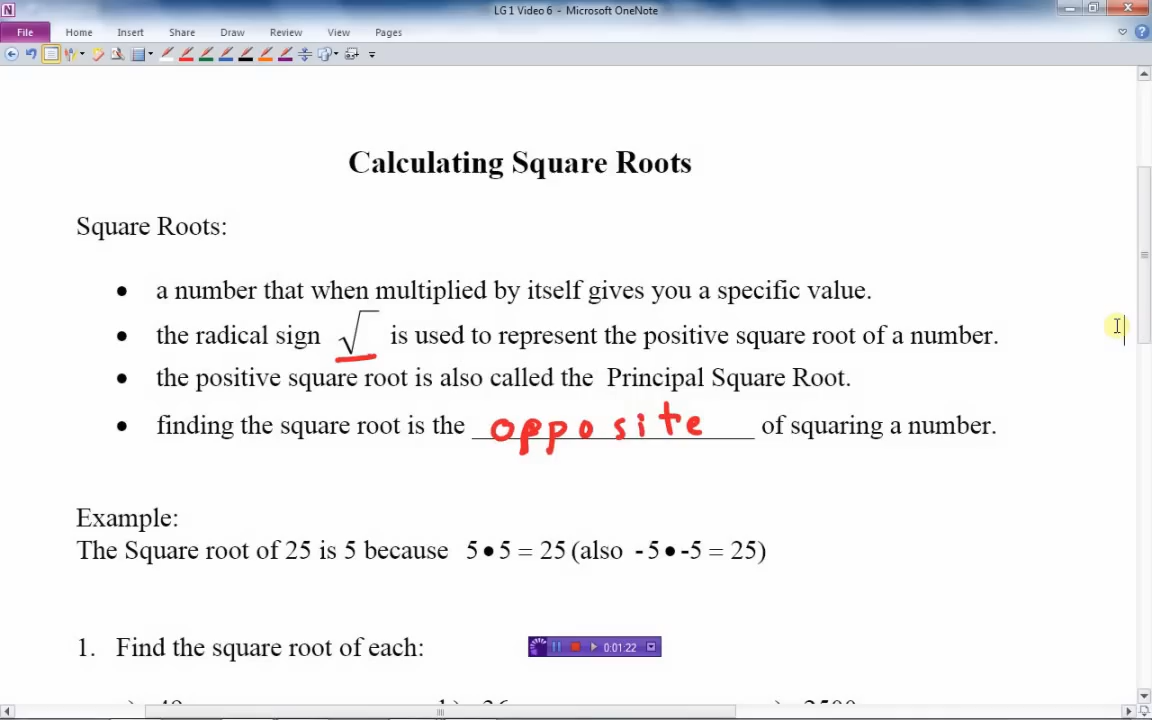 LG1 Video 6 - Microsoft OneNote
File Home Insert Share Draw Review View Pages
Calculating Square Roots
Square Roots:
• a number that when multiplied by itself gives you a specific value.
• the radical sign √ is used to represent the positive square root of a number.
• the positive square root is also called the Principal Square Root.
• finding the square root is the opposite of squaring a number.
Example:
The Square root of 25 is 5 because 5•5 = 25 (also -5•-5 = 25)
1. Find the square root of each:
0:01:22